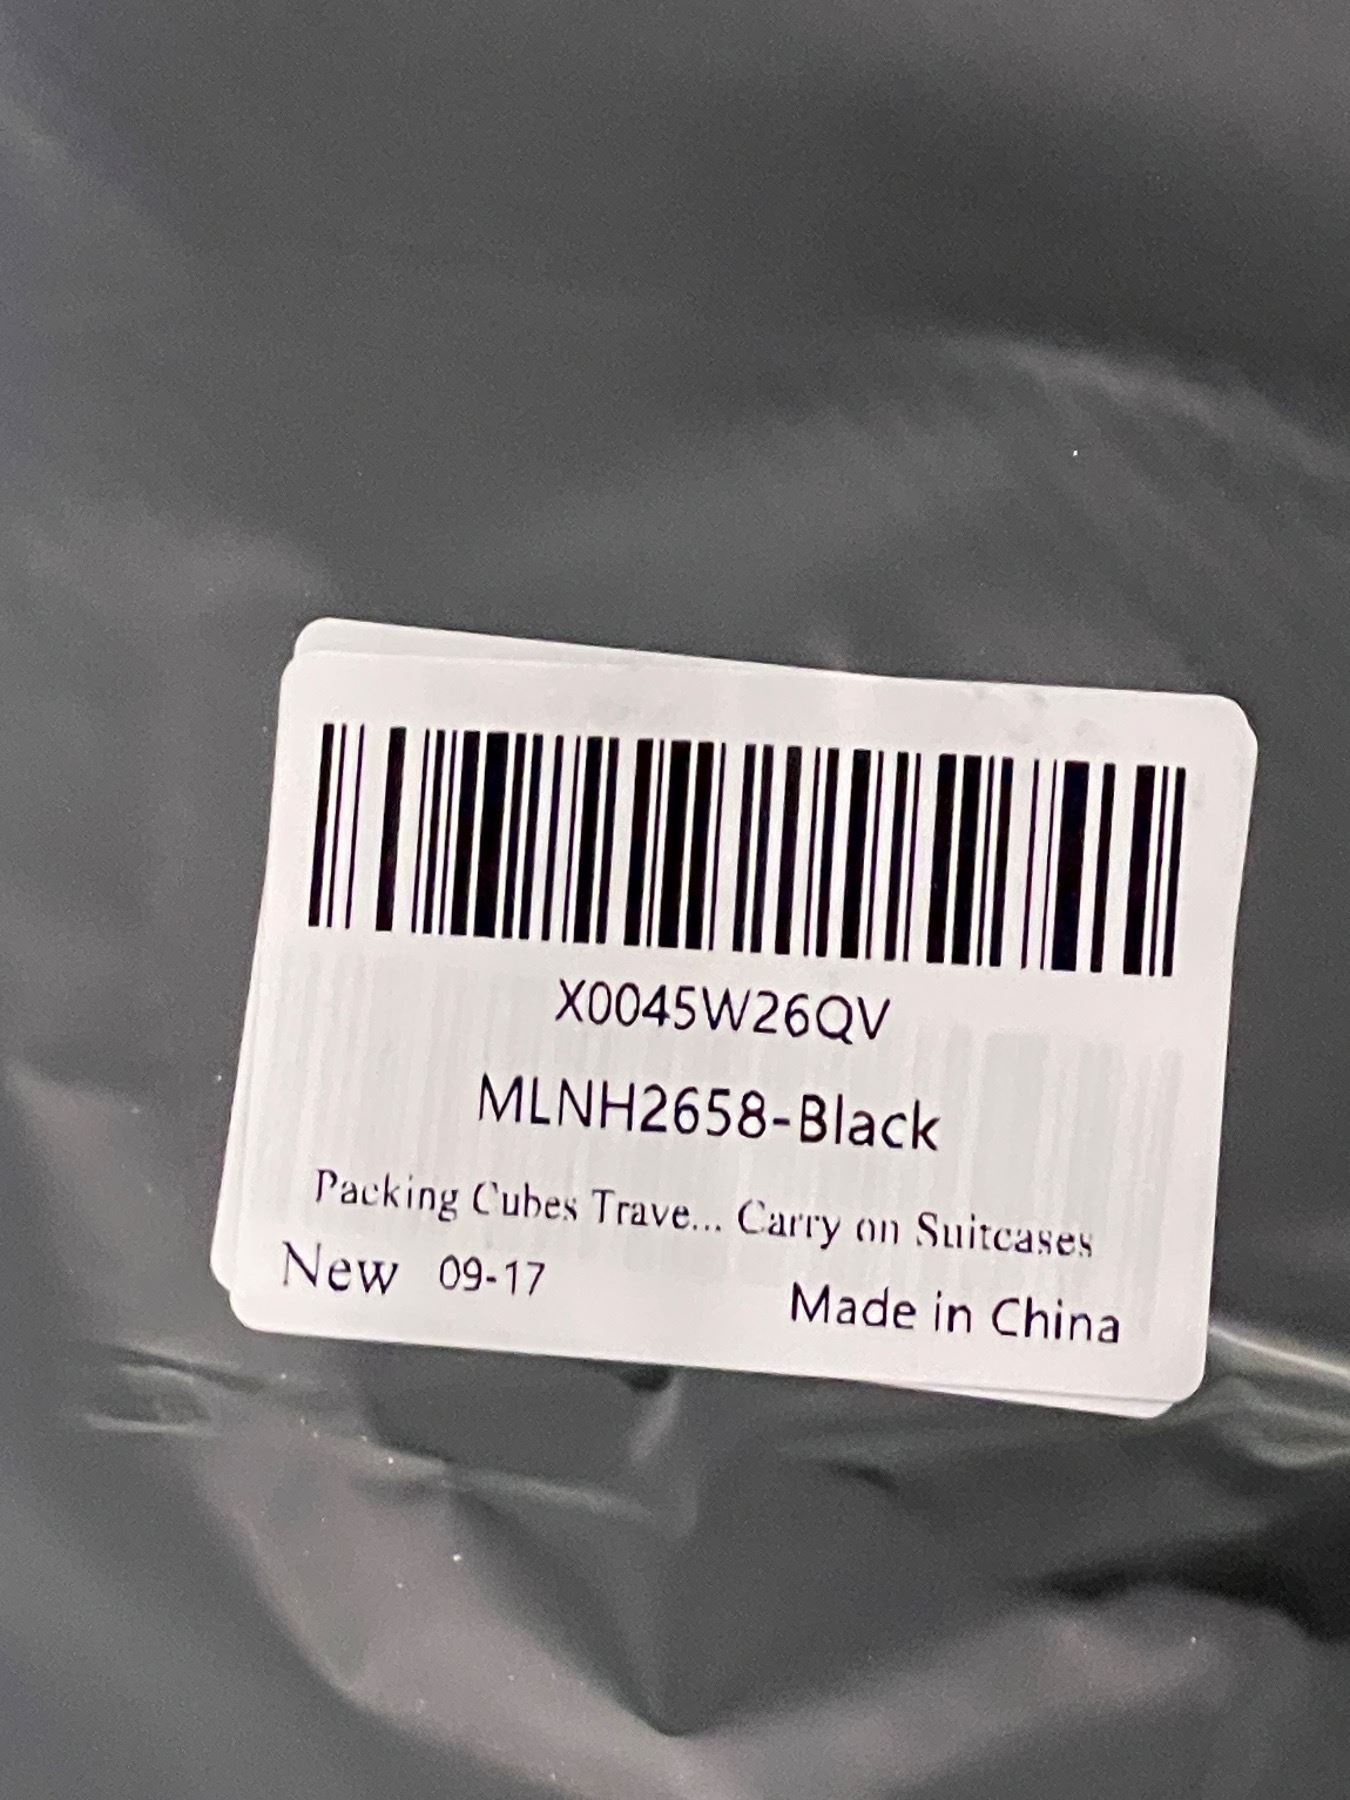 X0045W26QV
MLNH2658-Black
Packing Cubes Trave... Carry on Suitcases
New 09-17
Made in China